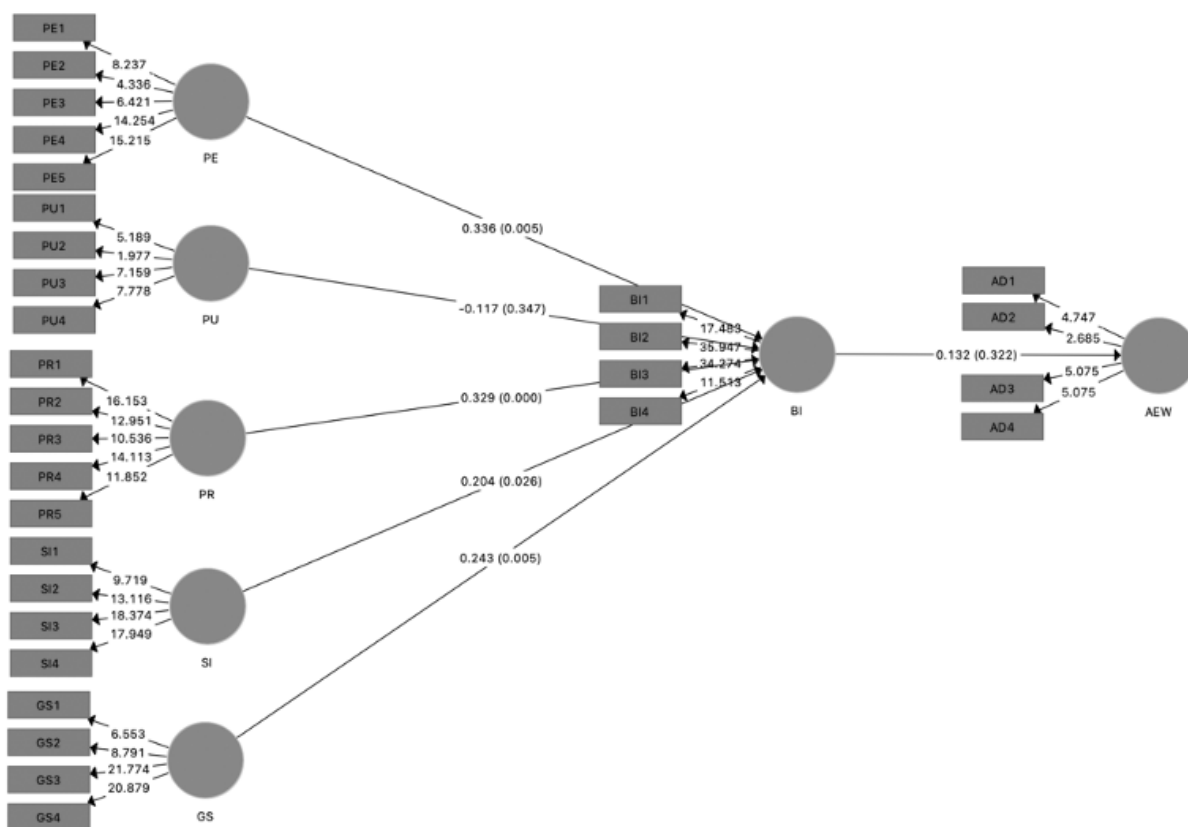 PE1
PE2
PE3
PE4
PE5
8.237
4.336
6.421
14.254
15.215
PE
PU1
PU2
PU3
PU4
5.189
1.977
7.159
7.778
PU
PR1
PR2
PR3
PR4
PR5
16.153
12.951
10.536
14.113
11.852
PR
SI1
SI2
SI3
SI4
9.719
13.116
18.374
17.949
SI
GS1
GS2
GS3
GS4
6.553
8.791
21.774
20.879
GS
0.336 (0.005)
-0.117 (0.347)
0.329 (0.000)
0.204 (0.026)
0.243 (0.005)
BI1
BI2
BI3
BI4
17.483
35.947
34.274
11.513
BI
0.132 (0.322)
AD1
AD2
AD3
AD4
4.747
2.685
5.075
5.075
AEW